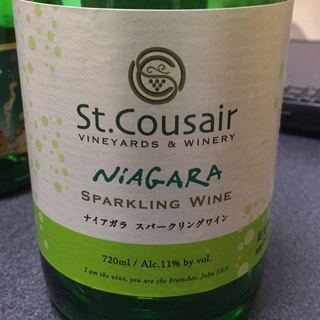 St.Cousair
VINEYARDS & WINERY
NiAGARA
SPARKLING WINE
ナイアガラ スパークリングワイン
720ml / Alc.11% by vol.
I am the vine, you are the branches. John 15:5